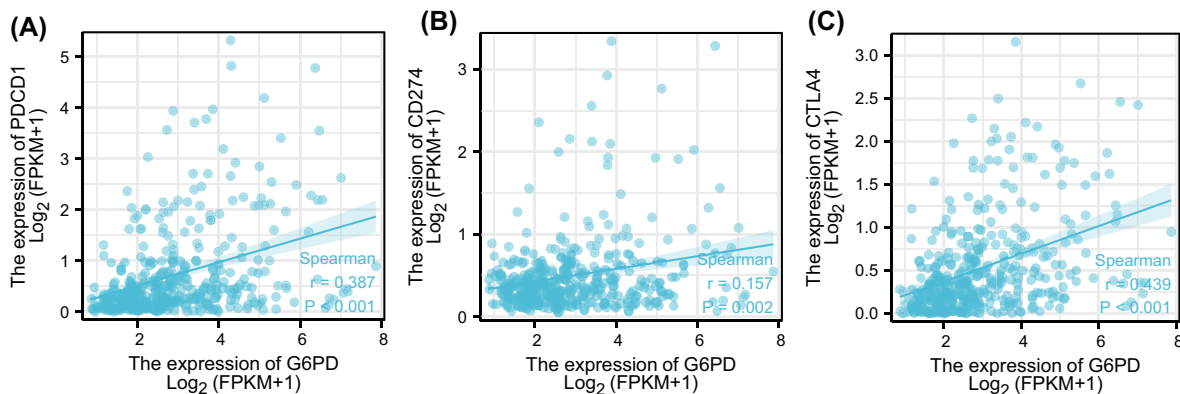 (A)
The expression of PDCD1
Log2 (FPKM+1)
5
4
3
2
1
0
Spearman
r = 0.387
P < 0.001
2 4 6 8
The expression of G6PD
Log2 (FPKM+1)
(B)
The expression of CD274
Log2 (FPKM+1)
3
2
1
0
Spearman
r = 0.157
P = 0.002
2 4 6 8
The expression of G6PD
Log2 (FPKM+1)
(C)
The expression of CTLA4
Log2 (FPKM+1)
3.0
2.5
2.0
1.5
1.0
0.5
0.0
Spearman
r = 0.439
P < 0.001
2 4 6 8
The expression of G6PD
Log2 (FPKM+1)